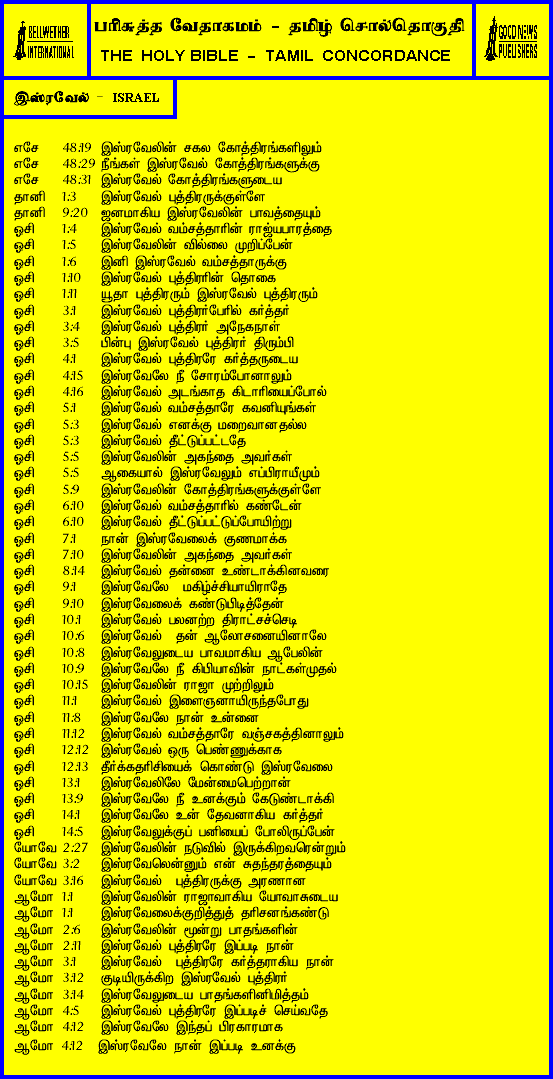 BELLWETHER
INTERNATIONAL
பரிசுத்த வேதாகமம் - தமிழ் சொல்தொகுதி
THE HOLY BIBLE - TAMIL CONCORDANCE
GOOD NEWS
PUBLISHERS
இஸ்ரவேல் - ISRAEL
எசே 48:19 இஸ்ரவேலின் சகல கோத்திரங்களிலும்
எசே 48:29 நீங்கள் இஸ்ரவேல் கோத்திரங்களுக்கு
எசே 48:31 இஸ்ரவேல் கோத்திரங்களுடைய
தானி 1:3 இஸ்ரவேல் புத்திரருக்குள்ளே
தானி 9:20 ஜனமாகிய இஸ்ரவேலின் பாவத்தையும்
ஓசி 1:4 இஸ்ரவேல் வம்சத்தாரின் ராஜ்யபாரத்தை
ஓசி 1:5 இஸ்ரவேலின் வில்லை முறிப்பேன்
ஓசி 1:6 இனி இஸ்ரவேல் வம்சத்தாருக்கு
ஓசி 1:10 இஸ்ரவேல் புத்திரரின் தொகை
ஓசி 1:11 யூதா புத்திரரும் இஸ்ரவேல் புத்திரரும்
ஓசி 3:1 இஸ்ரவேல் புத்திரர்பேரில் கர்த்தர்
ஓசி 3:4 இஸ்ரவேல் புத்திரர் அநேகநாள்
ஓசி 3:5 பின்பு இஸ்ரவேல் புத்திரர் திரும்பி
ஓசி 4:1 இஸ்ரவேல் புத்திரரே கர்த்தருடைய
ஓசி 4:15 இஸ்ரவேலே நீ சோரம்போனாலும்
ஓசி 4:16 இஸ்ரவேல் அடங்காத கிடாரியைப்போல்
ஓசி 5:1 இஸ்ரவேல் வம்சத்தாரே கவனியுங்கள்
ஓசி 5:3 இஸ்ரவேல் எனக்கு மறைவானதல்ல
ஓசி 5:3 இஸ்ரவேல் தீட்டுப்பட்டதே
ஓசி 5:5 இஸ்ரவேலின் அகந்தை அவர்கள்
ஓசி 5:5 ஆகையால் இஸ்ரவேலும் எப்பிராயீமும்
ஓசி 5:9 இஸ்ரவேலின் கோத்திரங்களுக்குள்ளே
ஓசி 6:10 இஸ்ரவேல் வம்சத்தாரில் கண்டேன்
ஓசி 6:10 இஸ்ரவேல் தீட்டுப்பட்டுப்போயிற்று
ஓசி 7:1 நான் இஸ்ரவேலைக் குணமாக்க
ஓசி 7:10 இஸ்ரவேலின் அகந்தை அவர்கள்
ஓசி 8:14 இஸ்ரவேல் தன்னை உண்டாக்கினவரை
ஓசி 9:1 இஸ்ரவேலே மகிழ்ச்சியாயிராதே
ஓசி 9:10 இஸ்ரவேலைக் கண்டுபிடித்தேன்
ஓசி 10:1 இஸ்ரவேல் பலனற்ற திராட்சச்செடி
ஓசி 10:6 இஸ்ரவேல் தன் ஆலோசனையினாலே
ஓசி 10:8 இஸ்ரவேலுடைய பாவமாகிய ஆபேலின்
ஓசி 10:9 இஸ்ரவேலே நீ கிபியாவின் நாட்கள்முதல்
ஓசி 10:15 இஸ்ரவேலின் ராஜா முற்றிலும்
ஓசி 11:1 இஸ்ரவேல் இளைஞனாயிருந்தபோது
ஓசி 11:8 இஸ்ரவேலே நான் உன்னை
ஓசி 11:12 இஸ்ரவேல் வம்சத்தாரே வஞ்சகத்தினாலும்
ஓசி 12:12 இஸ்ரவேல் ஒரு பெண்ணுக்காக
ஓசி 12:13 தீர்க்கதரிசியைக் கொண்டு இஸ்ரவேலை
ஓசி 13:1 இஸ்ரவேலிலே மேன்மைபெற்றான்
ஓசி 13:9 இஸ்ரவேலே நீ உனக்கும் கேடுண்டாக்கி
ஓசி 14:1 இஸ்ரவேலே உன் தேவனாகிய கர்த்தர்
ஓசி 14:5 இஸ்ரவேலுக்குப் பனியைப் போலிருப்பேன்
யோவே 2:27 இஸ்ரவேலின் நடுவில் இருக்கிறவரென்றும்
யோவே 3:2 இஸ்ரவேலென்னும் என் சுதந்தரத்தையும்
யோவே 3:16 இஸ்ரவேல் புத்திரருக்கு அரணான
ஆமோ 1:1 இஸ்ரவேலின் ராஜாவாகிய யோவாசுடைய
ஆமோ 1:1 இஸ்ரவேலைக்குறித்துத் தரிசனங்கண்டு
ஆமோ 2:6 இஸ்ரவேலின் மூன்று பாதங்களின்
ஆமோ 2:11 இஸ்ரவேல் புத்திரரே இப்படி நான்
ஆமோ 3:1 இஸ்ரவேல் புத்திரரே கர்த்தராகிய நான்
ஆமோ 3:12 குடியிருக்கிற இஸ்ரவேல் புத்திரர்
ஆமோ 3:14 இஸ்ரவேலுடைய பாதங்களினிமித்தம்
ஆமோ 4:5 இஸ்ரவேல் புத்திரரே இப்படிச் செய்வதே
ஆமோ 4:12 இஸ்ரவேலே இந்தப் பிரகாரமாக
ஆமோ 4:12 இஸ்ரவேலே நான் இப்படி உனக்கு